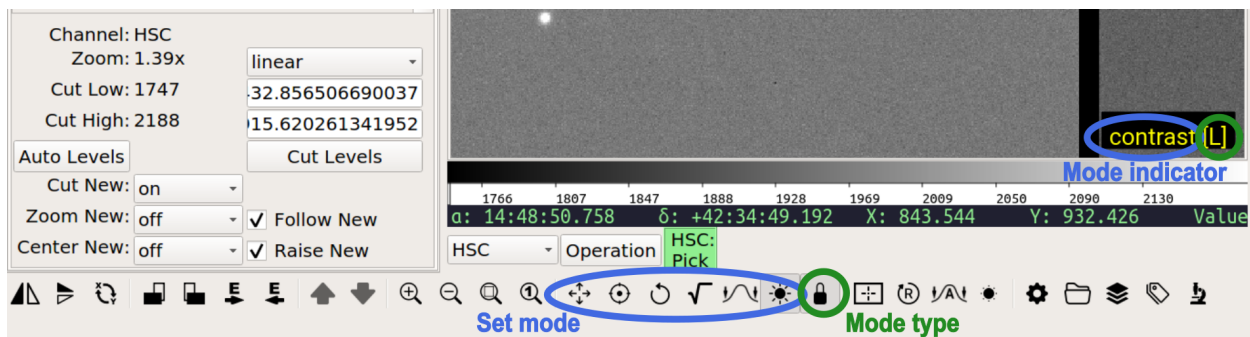 Channel: HSC
Zoom: 1.39x
linear
Cut Low: 1747
32.856506690037
Cut High: 2188
15.620261341952
Auto Levels
Cut Levels
Cut New: on
Zoom New: off
Follow New
Center New: off
Raise New
contrast [L]
Mode indicator
1766 1807 1847 1888 1928 1969 2009 2050 2090 2130
α: 14:48:50.758 δ: +42:34:49.192 X: 843.544 Y: 932.426 Value
HSC
Operation
HSC:
Pick
E E 1 R A
Set mode
Mode type